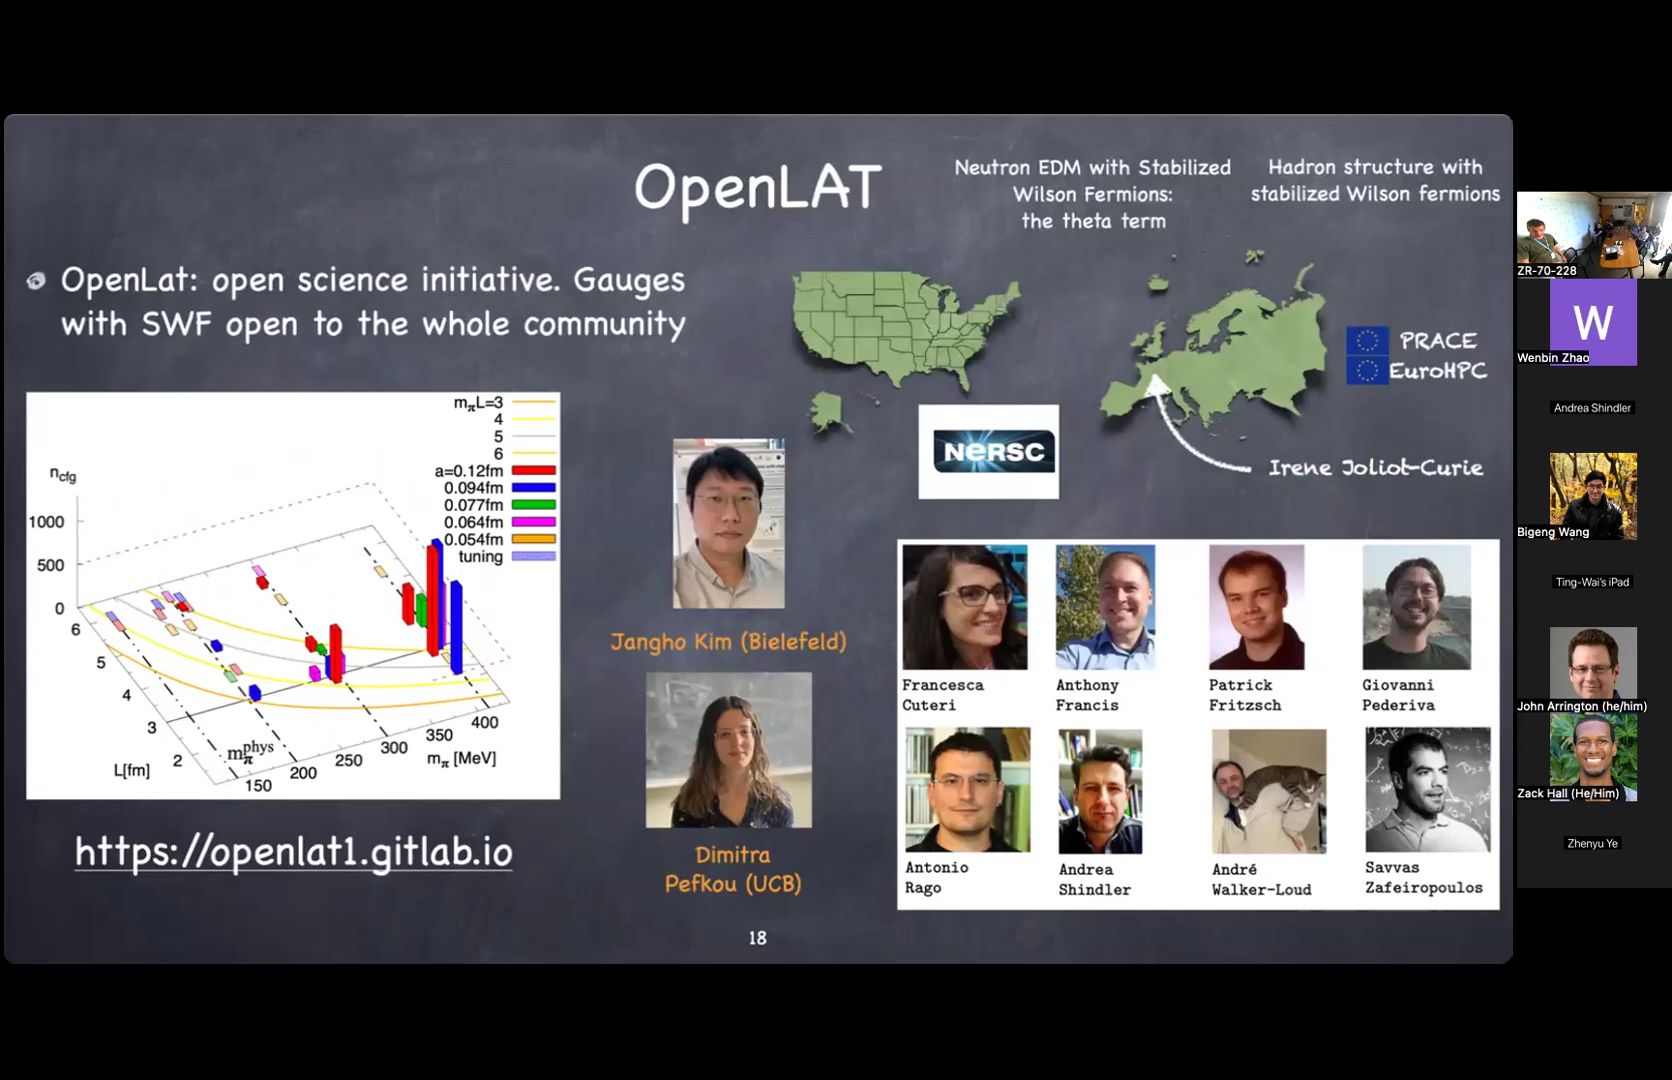 OpenLAT
Neutron EDM with Stabilized
Wilson Fermions:
the theta term
Hadron structure with
stabilized Wilson fermions
OpenLat: open science initiative. Gauges
with SWF open to the whole community
PRACE
EuroHPC
NERSC
Irene Joliot-Curie
mπL=3
4
5
6
a=0.12fm
0.094fm
0.077fm
0.064fm
0.054fm
tuning
ncfg
1000
500
0
6
5
4
3
2
L[fm]
mπphys
150
200
250
300
350
400
mπ [MeV]
https://openlat1.gitlab.io
Jangho Kim (Bielefeld)
Dimitra
Pefkou (UCB)
Francesca
Cuteri
Anthony
Francis
Patrick
Fritzsch
Giovanni
Pederiva
Antonio
Rago
Andrea
Shindler
André
Walker-Loud
Savvas
Zafeiropoulos
18
ZR-70-228
W
Wenbin Zhao
Andrea Shindler
Bigeng Wang
Ting-Wai's iPad
John Arrington (he/him)
Zack Hall (He/Him)
Zhenyu Ye